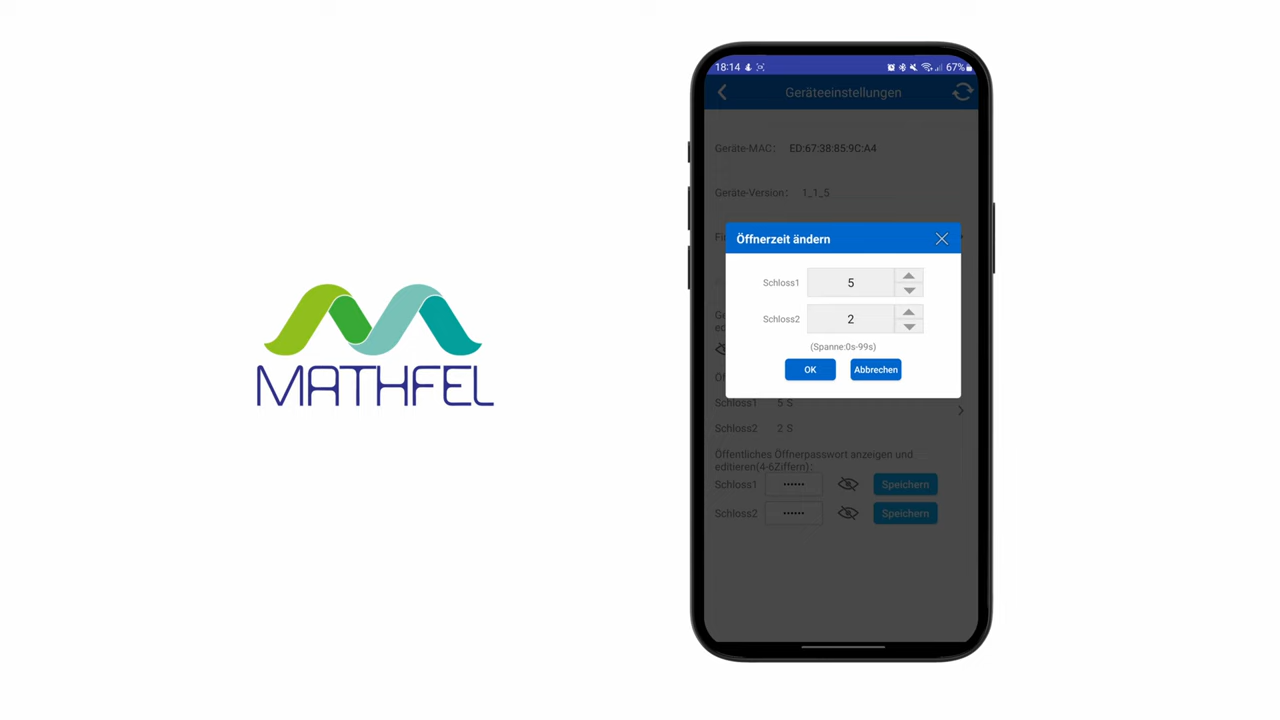 MATHFEL
18:14
67%
Geräteeinstellungen
Geräte-MAC: ED:67:38:85:9C:A4
Geräte-Version: 1_1_5
Öffnerzeit ändern
Schloss1 5
Schloss2 2
(Spanne:0s-99s)
OK Abbrechen
Schloss1 5 S
Schloss2 2 S
Öffentliches Öffnerpasswort anzeigen und
editieren(4-6Ziffern):
Schloss1 •••••• Speichern
Schloss2 •••••• Speichern